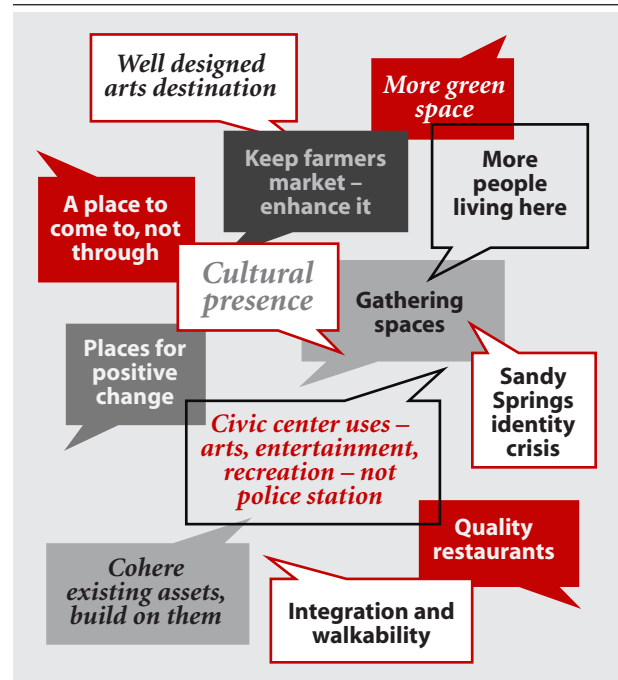 Well designed
arts destination
More green
space
Keep farmers
market –
enhance it
More
people
living here
A place to
come to, not
through
Cultural
presence
Gathering
spaces
Places for
positive
change
Sandy
Springs
identity
crisis
Civic center uses –
arts, entertainment,
recreation – not
police station
Quality
restaurants
Cohere
existing assets,
build on them
Integration and
walkability